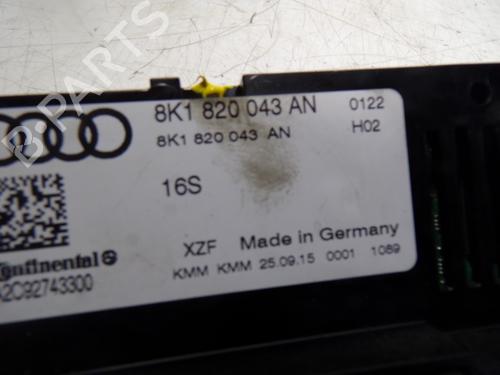 B-PARTS
8K1 820 043 AN 0122
8K1 820 043 AN H02
16S
Continental
A2C92743300
XZF Made in Germany
KMM KMM 25.09.15 0001 1089